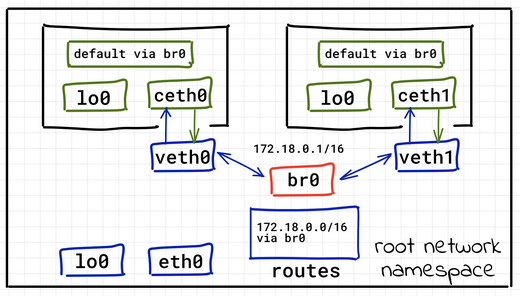 default via br0
default via br0
lo0
ceth0
lo0
ceth1
172.18.0.1/16
veth0
veth1
br0
172.18.0.0/16
via br0
lo0
eth0
routes
root network
namespace